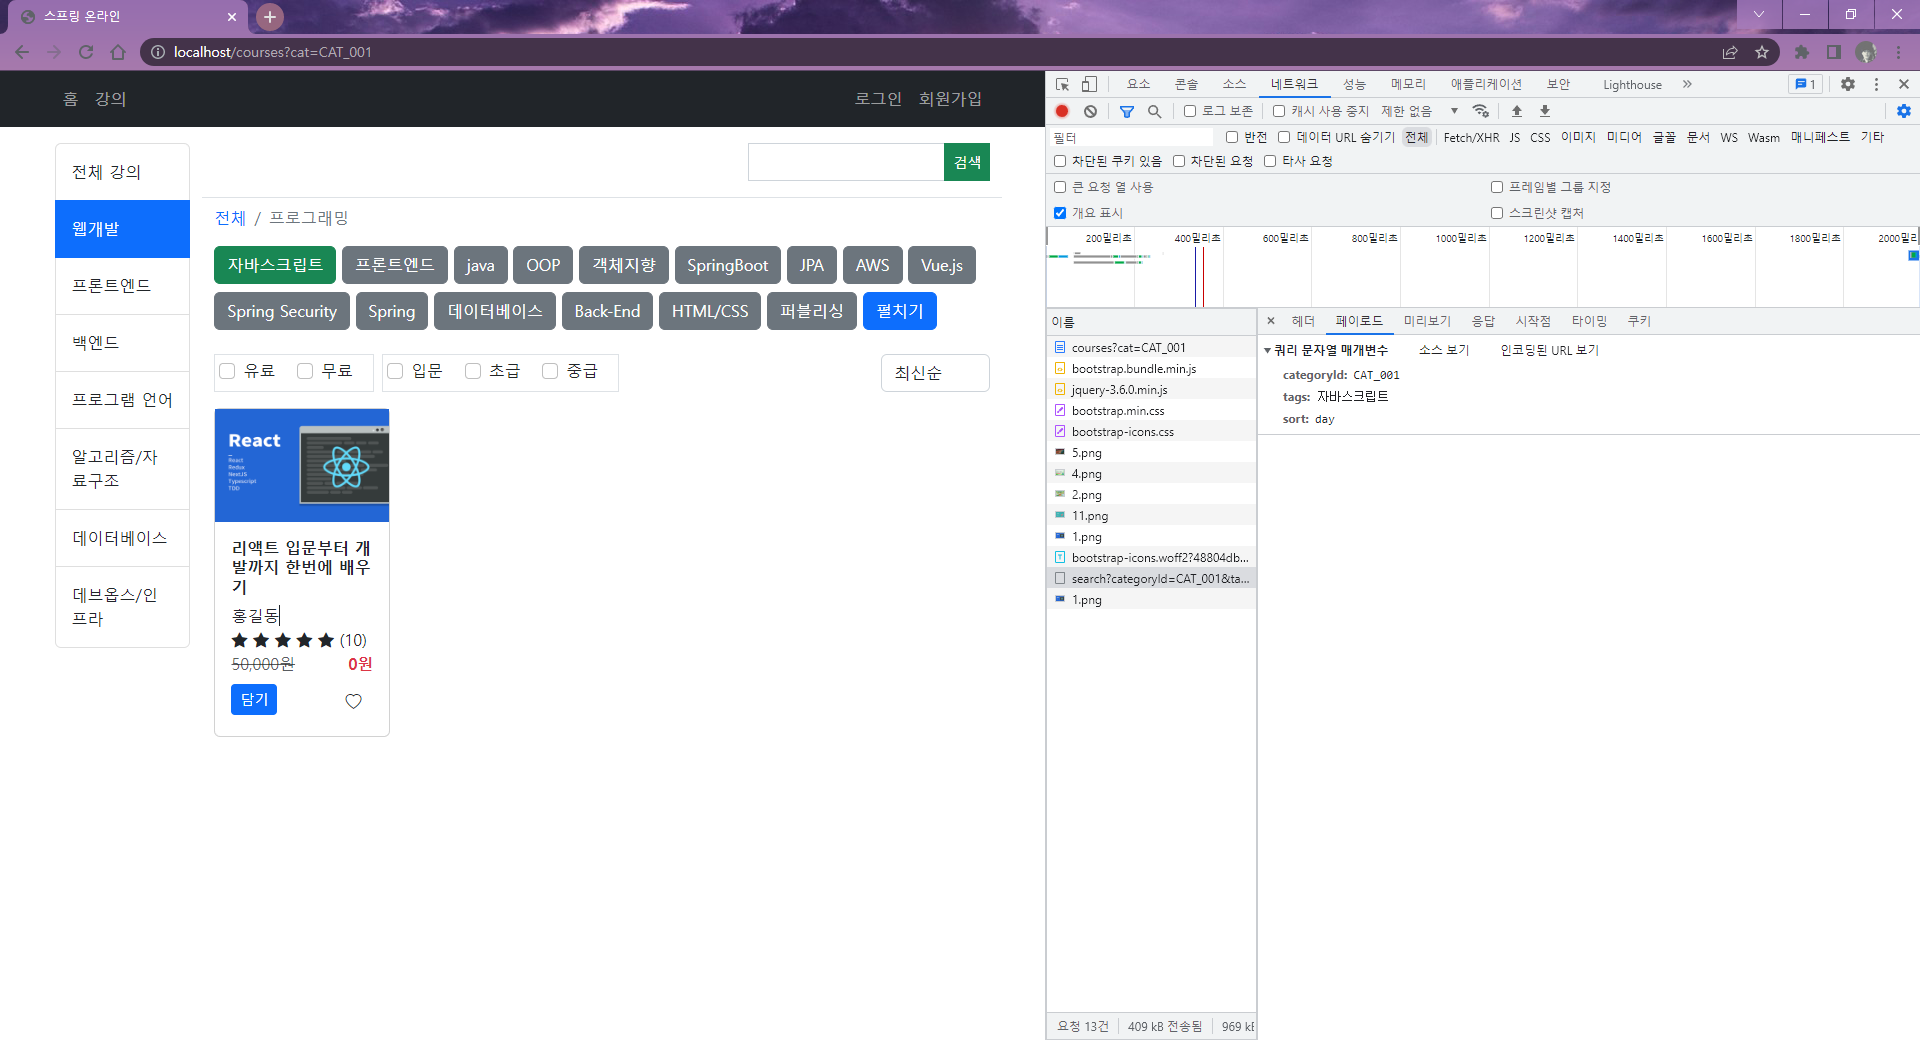 스프링 온라인
localhost/courses?cat=CAT_001
홈 강의 로그인 회원가입
전체 강의
웹개발
프론트엔드
백엔드
프로그램 언어
알고리즘/자
료구조
데이터베이스
데브옵스/인
프라
검색
전체 / 프로그래밍
자바스크립트 프론트엔드 java OOP 객체지향 SpringBoot JPA AWS Vue.js
Spring Security Spring 데이터베이스 Back-End HTML/CSS 퍼블리싱 펼치기
유료 무료 입문 초급 중급 최신순
React
React
Redux
NextJS
Typescript
TDD
리액트 입문부터 개
발까지 한번에 배우
기
홍길동
(10)
50,000원 0원
담기
요소 콘솔 소스 네트워크 성능 메모리 애플리케이션 보안 Lighthouse 1
로그 보존 캐시 사용 중지 제한 없음
필터 반전 데이터 URL 숨기기 전체 Fetch/XHR JS CSS 이미지 미디어 글꼴 문서 WS Wasm 매니페스트 기타
차단된 쿠키 있음 차단된 요청 타사 요청
큰 요청 열 사용 프레임별 그룹 지정
개요 표시 스크린샷 캡처
200밀리초 400밀리초 600밀리초 800밀리초 1000밀리초 1200밀리초 1400밀리초 1600밀리초 1800밀리초 2000밀리
이름
courses?cat=CAT_001
bootstrap.bundle.min.js
jquery-3.6.0.min.js
bootstrap.min.css
bootstrap-icons.css
5.png
4.png
2.png
11.png
1.png
bootstrap-icons.woff2?48804db...
search?categoryId=CAT_001&ta...
1.png
요청 13건 409 kB 전송됨 969 kB
헤더 페이로드 미리보기 응답 시작점 타이밍 쿠키
쿼리 문자열 매개변수 소스 보기 인코딩된 URL 보기
categoryId: CAT_001
tags: 자바스크립트
sort: day